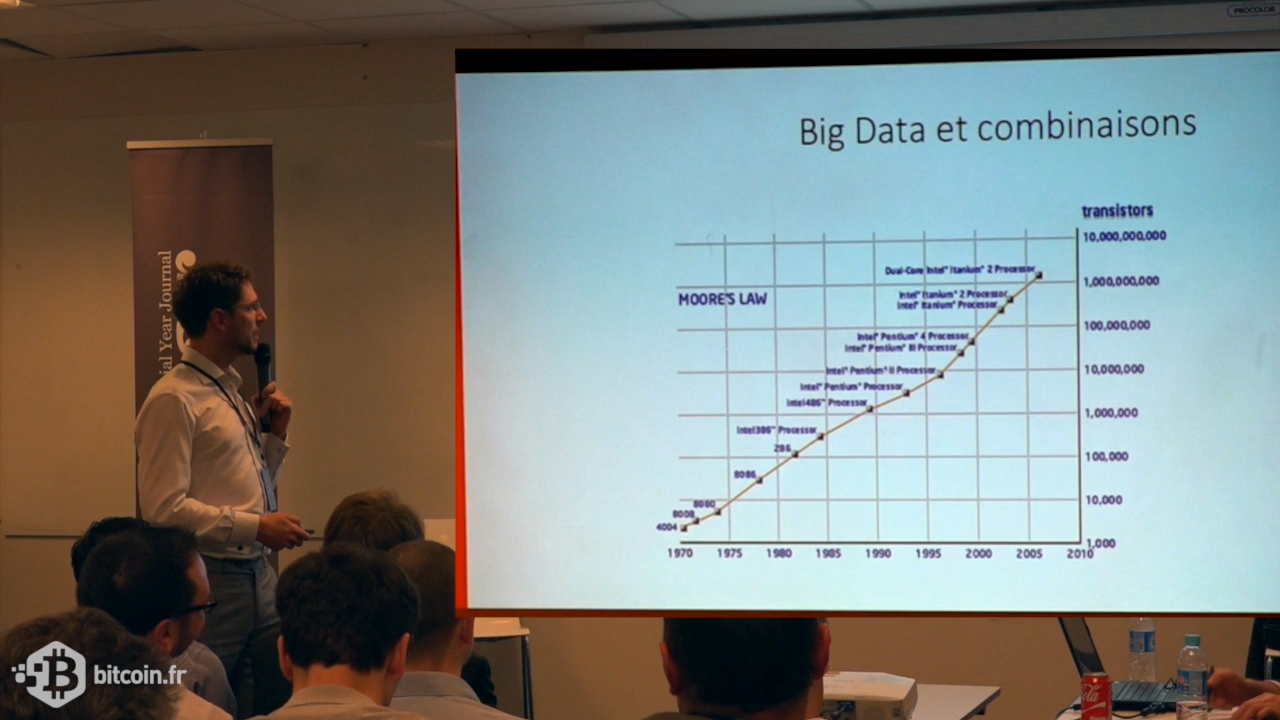 PROCOLOR
Big Data et combinaisons
transistors
10,000,000,000
Dual-Core Intel® Itanium® 2 Processor
1,000,000,000
MOORE'S LAW
Intel® Itanium® 2 Processor
Intel® Itanium® Processor
100,000,000
Intel® Pentium® 4 Processor
Intel® Pentium® III Processor
10,000,000
Intel® Pentium® II Processor
Intel® Pentium® Processor
Intel486™ Processor
1,000,000
Intel386™ Processor
286
100,000
8086
10,000
8080
8008
4004
1,000
1970 1975 1980 1985 1990 1995 2000 2005 2010
ial Year Journal
bitcoin.fr